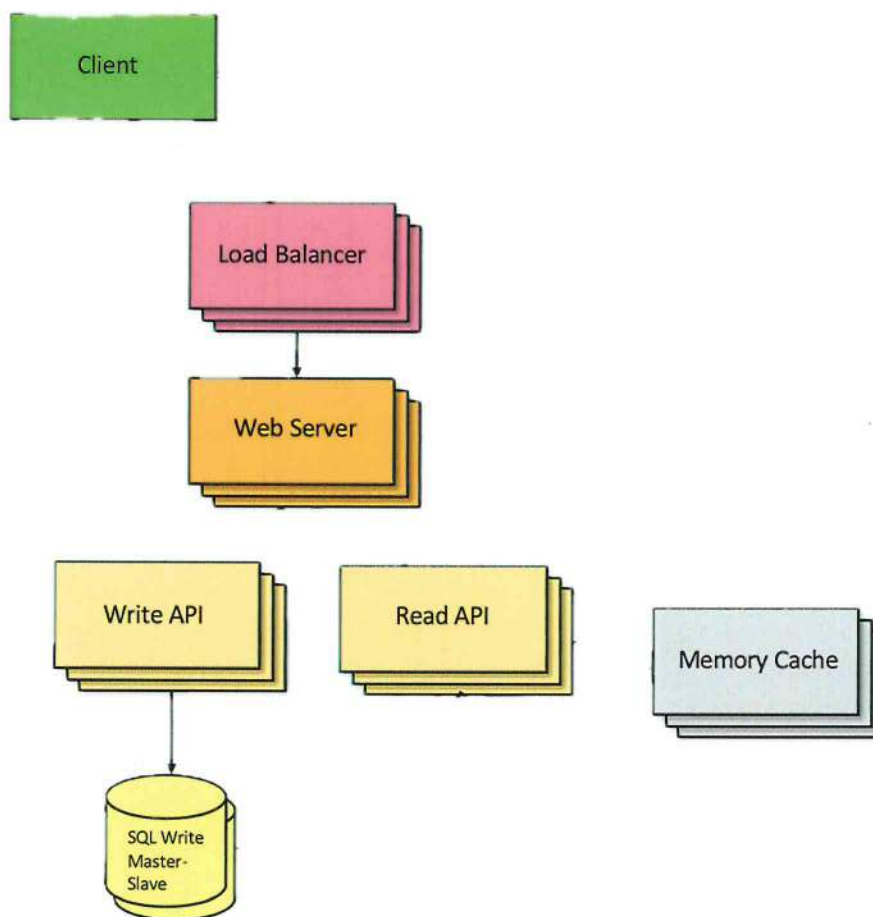 Client
Load Balancer
Web Server
Write API
Read API
Memory Cache
SQL Write
Master-
Slave